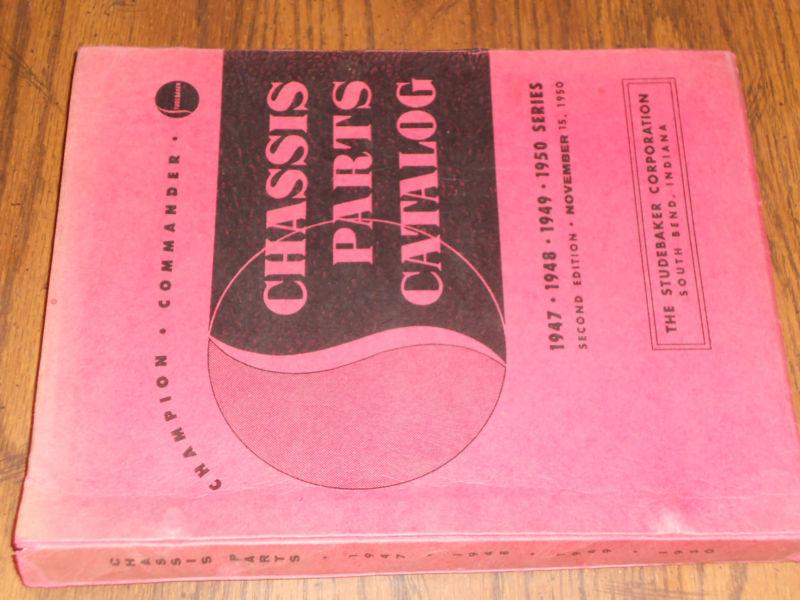 CHAMPION • COMMANDER •
STUDEBAKER
CHASSIS
PARTS
CATALOG
1947 • 1948 • 1949 • 1950 SERIES
SECOND EDITION • NOVEMBER 15, 1950
THE STUDEBAKER CORPORATION
SOUTH BEND, INDIANA
CHASSIS PARTS • 1947 • 1948 • 1949 • 1950